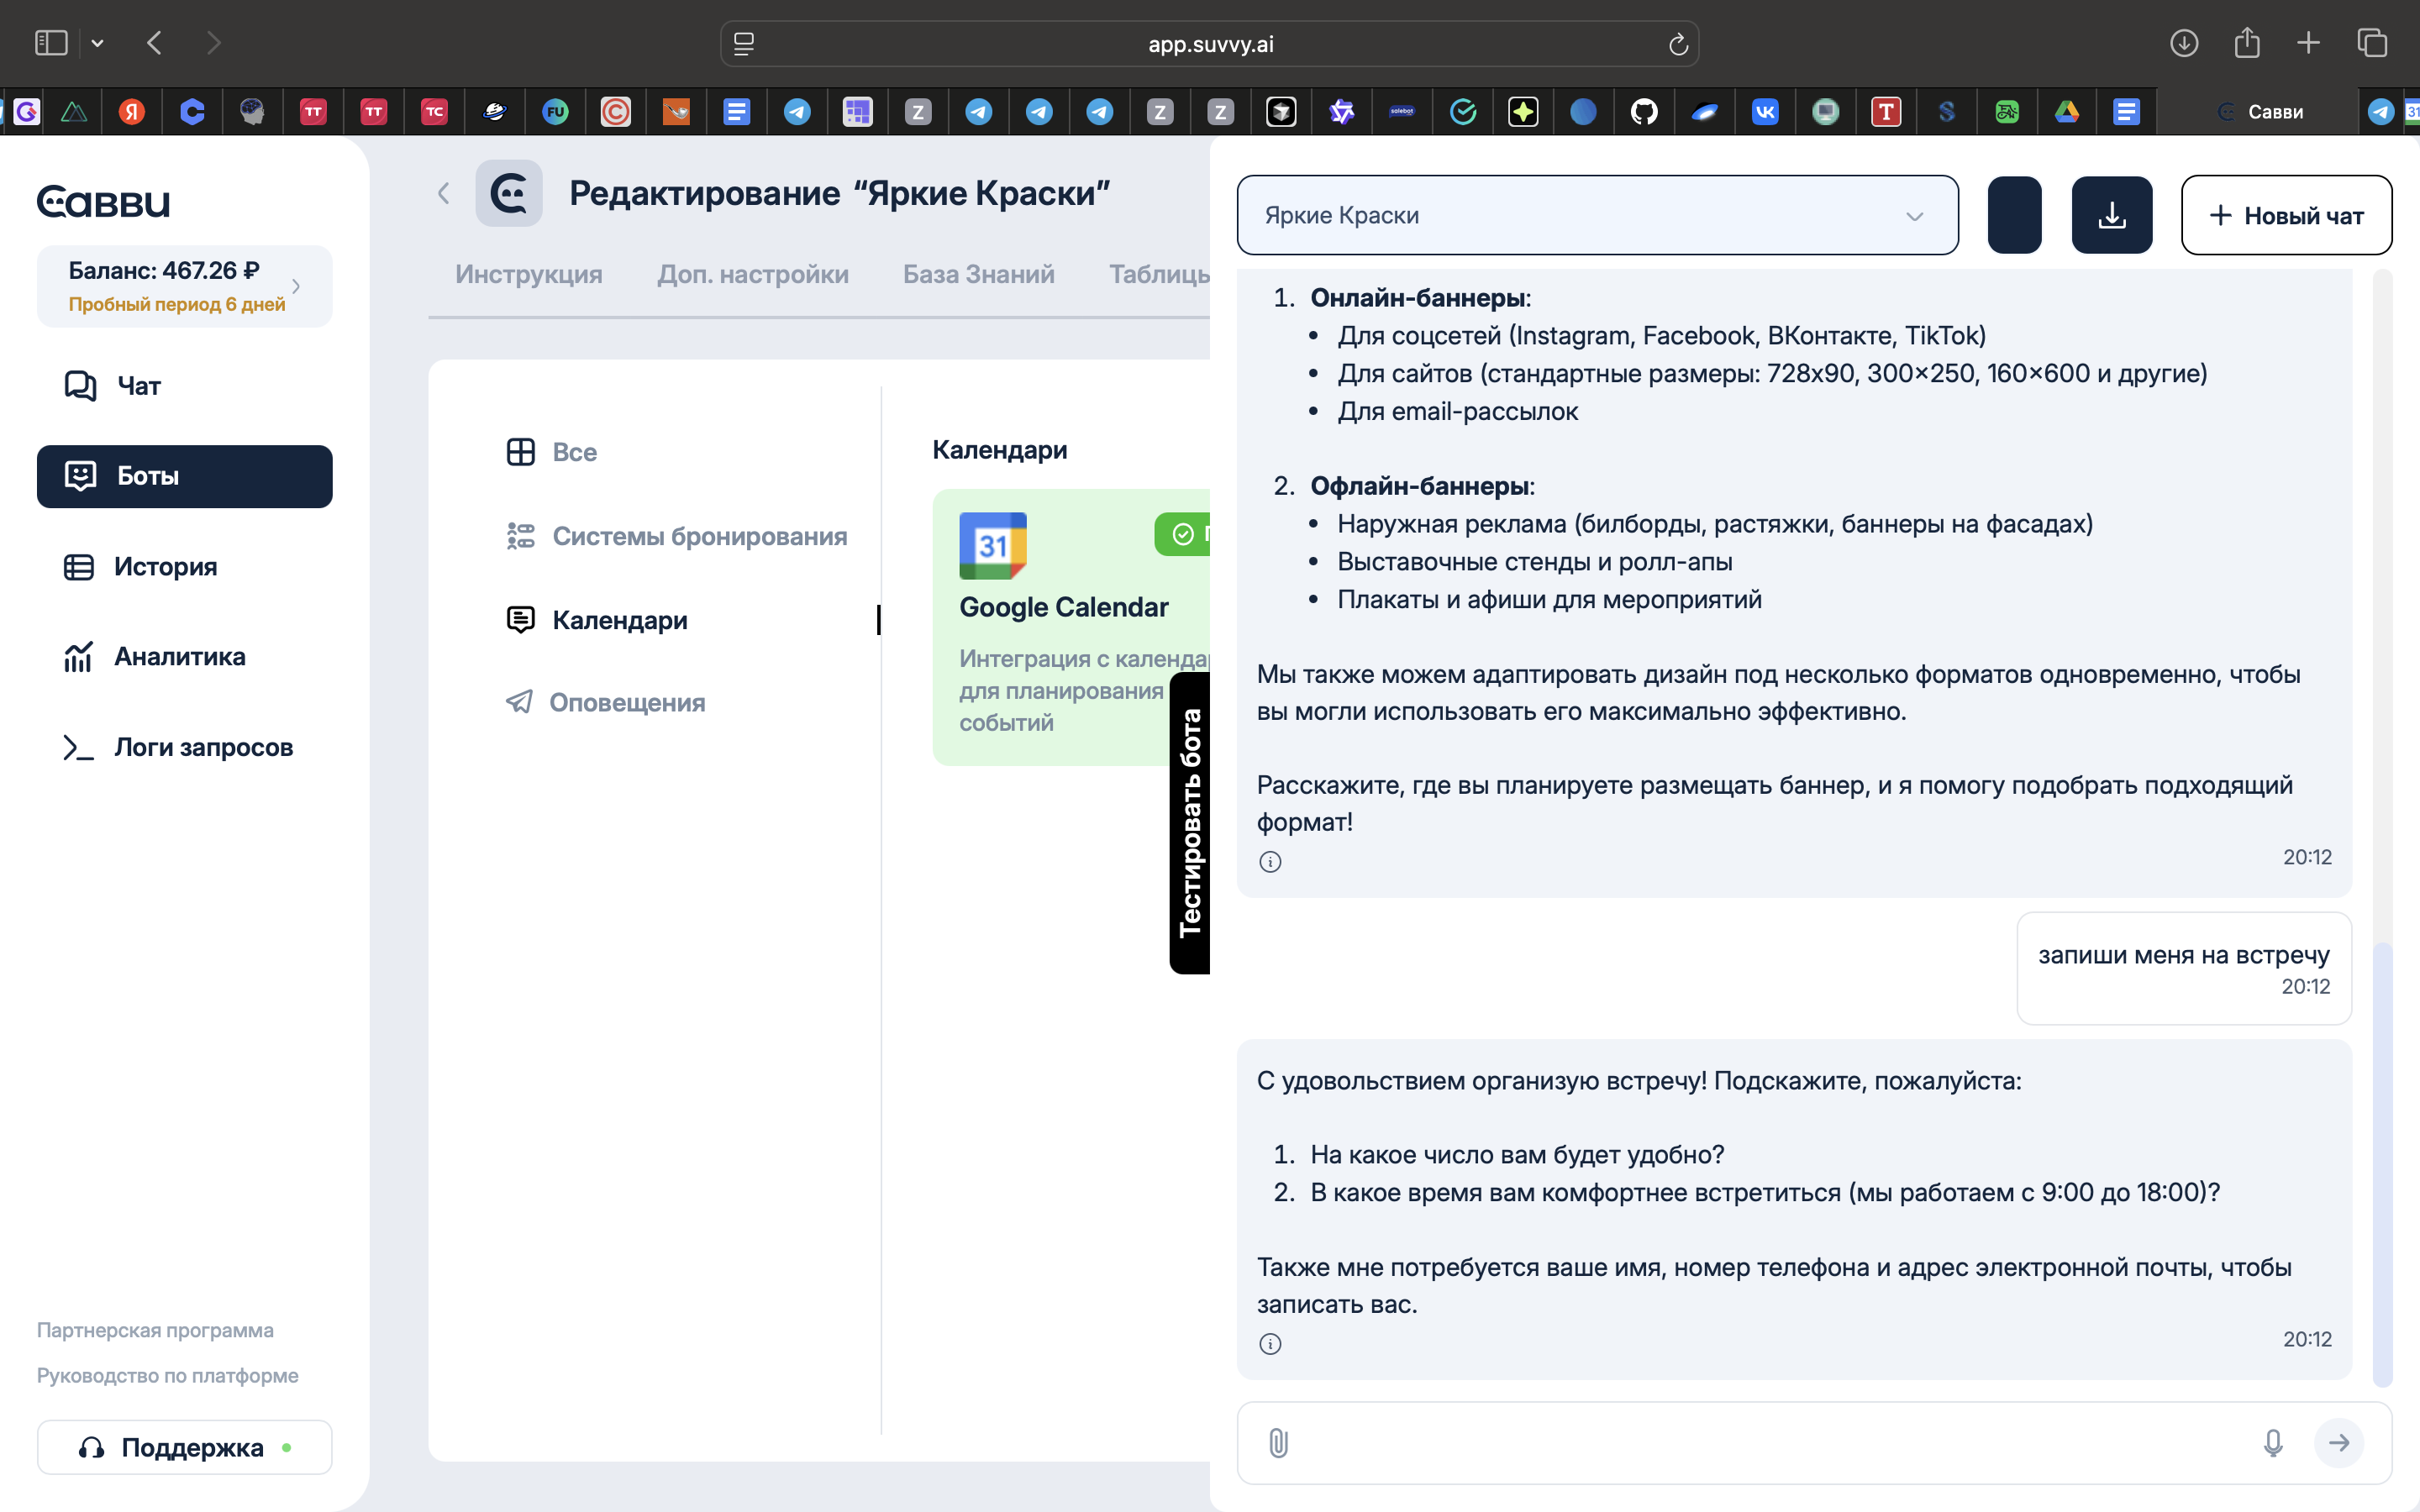 app.suvvy.ai
Савви
Савви
Баланс: 467.26 ₽
Пробный период 6 дней
Чат
Боты
История
Аналитика
Логи запросов
Партнерская программа
Руководство по платформе
Поддержка
Редактирование “Яркие Краски”
Инструкция Доп. настройки База Знаний
Все
Системы бронирования
Календари
Оповещения
Календари
31
Google Calendar
Интеграция с
для планирования
событий
Тестировать бота
Яркие Краски
Новый чат
1. Онлайн-баннеры:
• Для соцсетей (Instagram, Facebook, ВКонтакте, TikTok)
• Для сайтов (стандартные размеры: 728x90, 300×250, 160×600 и другие)
• Для email-рассылок
2. Офлайн-баннеры:
• Наружная реклама (билборды, растяжки, баннеры на фасадах)
• Выставочные стенды и ролл-апы
• Плакаты и афиши для мероприятий
Мы также можем адаптировать дизайн под несколько форматов одновременно, чтобы
вы могли использовать его максимально эффективно.
Расскажите, где вы планируете размещать баннер, и я помогу подобрать подходящий
формат!
20:12
запиши меня на встречу
20:12
С удовольствием организую встречу! Подскажите, пожалуйста:
1. На какое число вам будет удобно?
2. В какое время вам комфортнее встретиться (мы работаем с 9:00 до 18:00)?
Также мне потребуется ваше имя, номер телефона и адрес электронной почты, чтобы
записать вас.
20:12